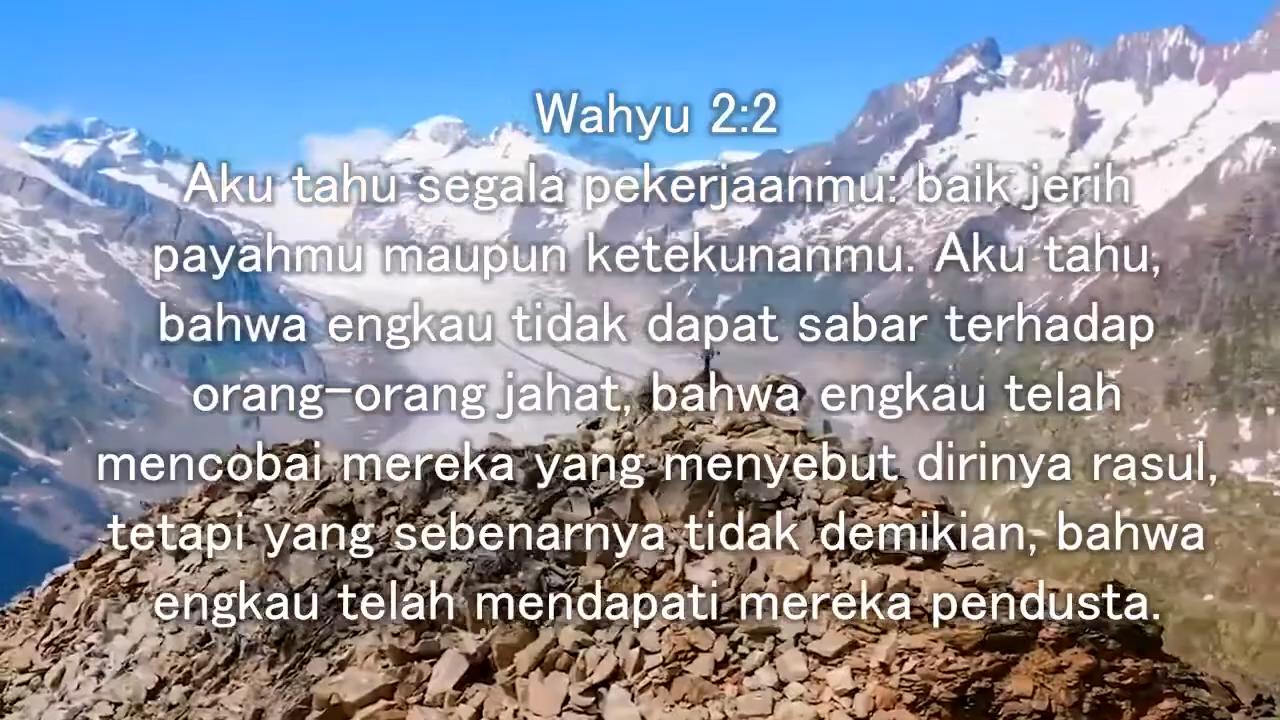 Wahyu 2:2
Aku tahu segala pekerjaanmu: baik jerih
payahmu maupun ketekunanmu. Aku tahu,
bahwa engkau tidak dapat sabar terhadap
orang-orang jahat, bahwa engkau telah
mencobai mereka yang menyebut dirinya rasul,
tetapi yang sebenarnya tidak demikian, bahwa
engkau telah mendapati mereka pendusta.